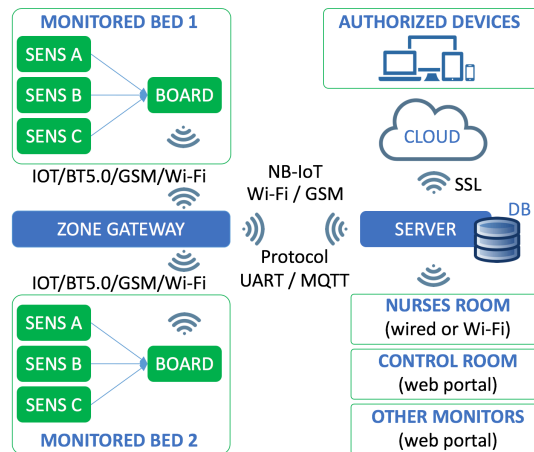 MONITORED BED 1
SENS A
SENS B
SENS C
BOARD
IOT/BT5.0/GSM/Wi-Fi
ZONE GATEWAY
IOT/BT5.0/GSM/Wi-Fi
SENS A
SENS B
SENS C
BOARD
MONITORED BED 2
NB-IoT
Wi-Fi / GSM
Protocol
UART / MQTT
AUTHORIZED DEVICES
CLOUD
SSL
SERVER
DB
NURSES ROOM
(wired or Wi-Fi)
CONTROL ROOM
(web portal)
OTHER MONITORS
(web portal)